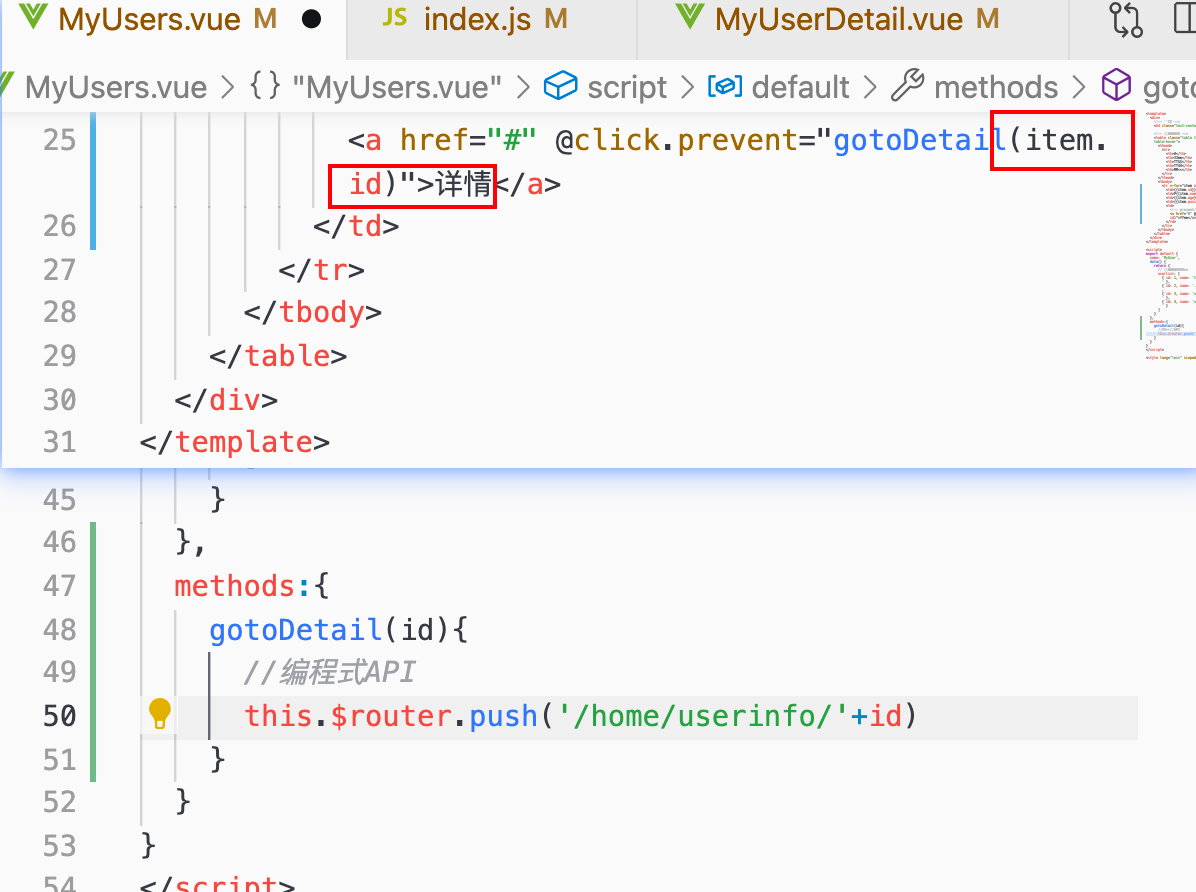 MyUsers.vue M ● JS index.js M MyUserDetail.vue M
MyUsers.vue > {} "MyUsers.vue" > script > default > methods > goto
25 <a href="#" @click.prevent="gotoDetail(item.
id)">详情</a>
26 </td>
27 </tr>
28 </tbody>
29 </table>
30 </div>
31 </template>
45 }
46 },
47 methods:{
48 gotoDetail(id){
49 //编程式API
50 this.$router.push('/home/userinfo/'+id)
51 }
52 }
53 }
54 </script>